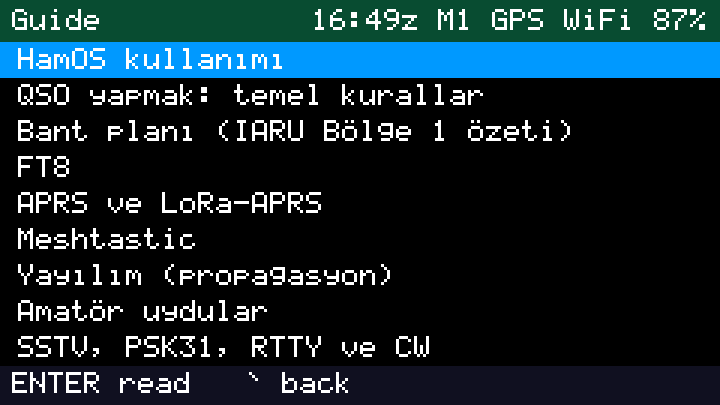 Guide 16:49z M1 GPS WiFi 87%
HamOS kullanımı
QSO yapmak: temel kurallar
Bant planı (IARU Bölge 1 özeti)
FT8
APRS ve LoRa-APRS
Meshtastic
Yayılım (propagasyon)
Amatör uydular
SSTV, PSK31, RTTY ve CW
ENTER read ` back